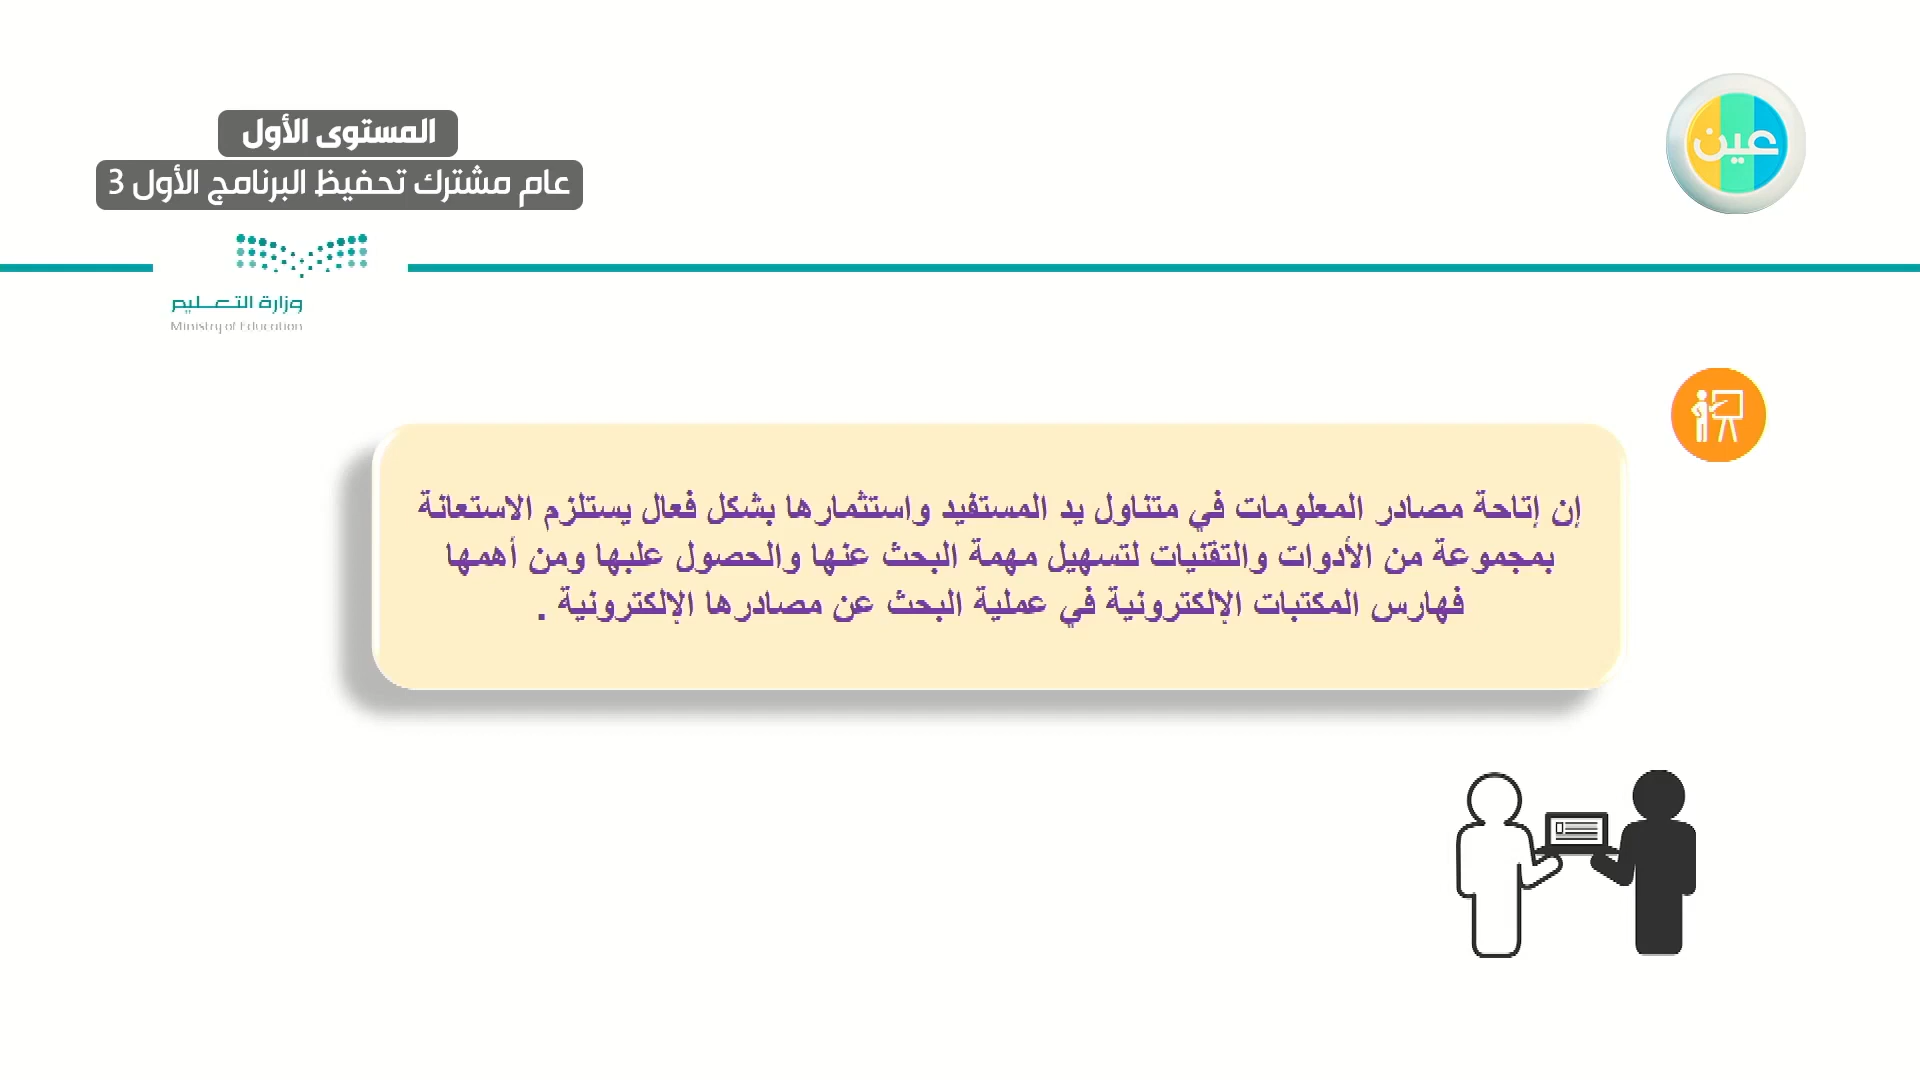 المستوى الأول
عام مشترك تحفيظ البرنامج الأول 3
عين
وزارة التعليم
Ministry of Education
إن إتاحة مصادر المعلومات في متناول يد المستفيد واستثمارها بشكل فعال يستلزم الاستعانة
بمجموعة من الأدوات والتقنيات لتسهيل مهمة البحث عنها والحصول عليها ومن أهمها
فهارس المكتبات الإلكترونية في عملية البحث عن مصادرها الإلكترونية .